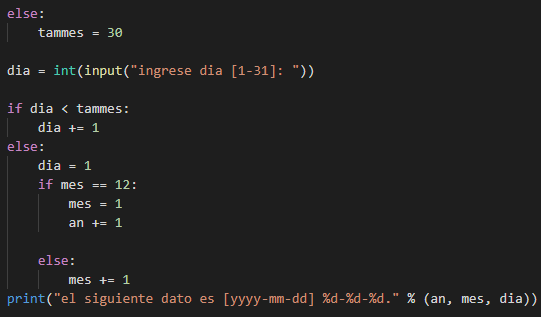 else:
    tammes = 30

dia = int(input("ingrese dia [1-31]: "))

if dia < tammes:
    dia += 1
else:
    dia = 1
    if mes == 12:
        mes = 1
        an += 1

    else:
        mes += 1
print("el siguiente dato es [yyyy-mm-dd] %d-%d-%d." % (an, mes, dia))